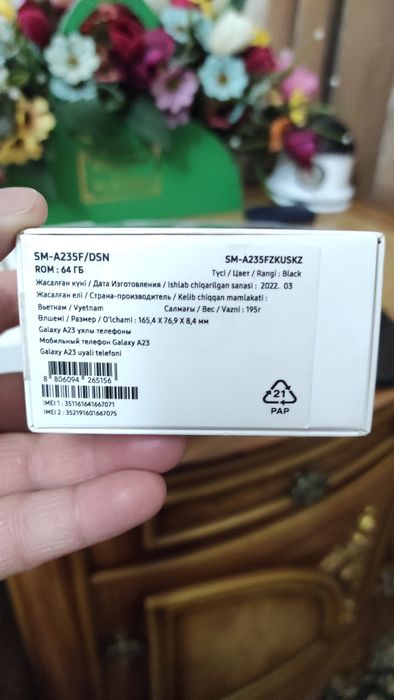 SM-A235F/DSN SM-A235FZKUSKZ
ROM : 64 ГБ Түсі / Цвет / Rangi : Black
Жасалған күні / Дата Изготовления / Ishlab chiqarilgan sanasi : 2022. 03
Жасалған елі / Страна-производитель / Kelib chiqqan mamlakati :
Вьетнам / Vyetnam Салмағы / Вес / Vazni : 195г
Өлшемі / Размер / O'lchami : 165,4 X 76,9 X 8,4 мм
Galaxy A23 ұялы телефоны
Мобильный телефон Galaxy A23
Galaxy A23 uyali telefoni
8 806094 265156
IMEI 1 : 351161641667071
IMEI 2 : 352191601667075
21
PAP